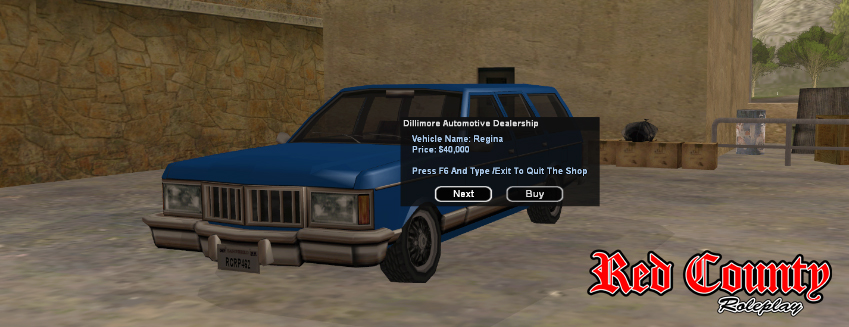 Dillimore Automotive Dealership
Vehicle Name: Regina
Price: $40,000
Press F6 And Type /Exit To Quit The Shop
Next
Buy
Red County
Roleplay